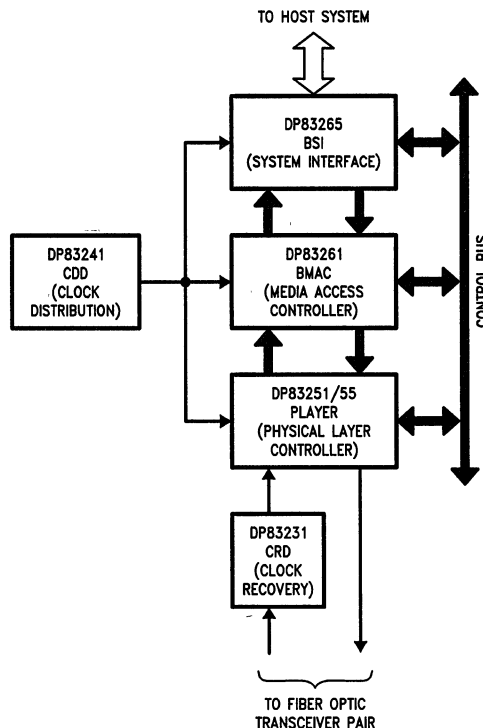 TO HOST SYSTEM
DP83265
BSI
(SYSTEM INTERFACE)
DP83241
CDD
(CLOCK
DISTRIBUTION)
DP83261
BMAC
(MEDIA ACCESS
CONTROLLER)
CONTROL BUS
DP83251/55
PLAYER
(PHYSICAL LAYER
CONTROLLER)
DP83231
CRD
(CLOCK
RECOVERY)
TO FIBER OPTIC
TRANSCEIVER PAIR